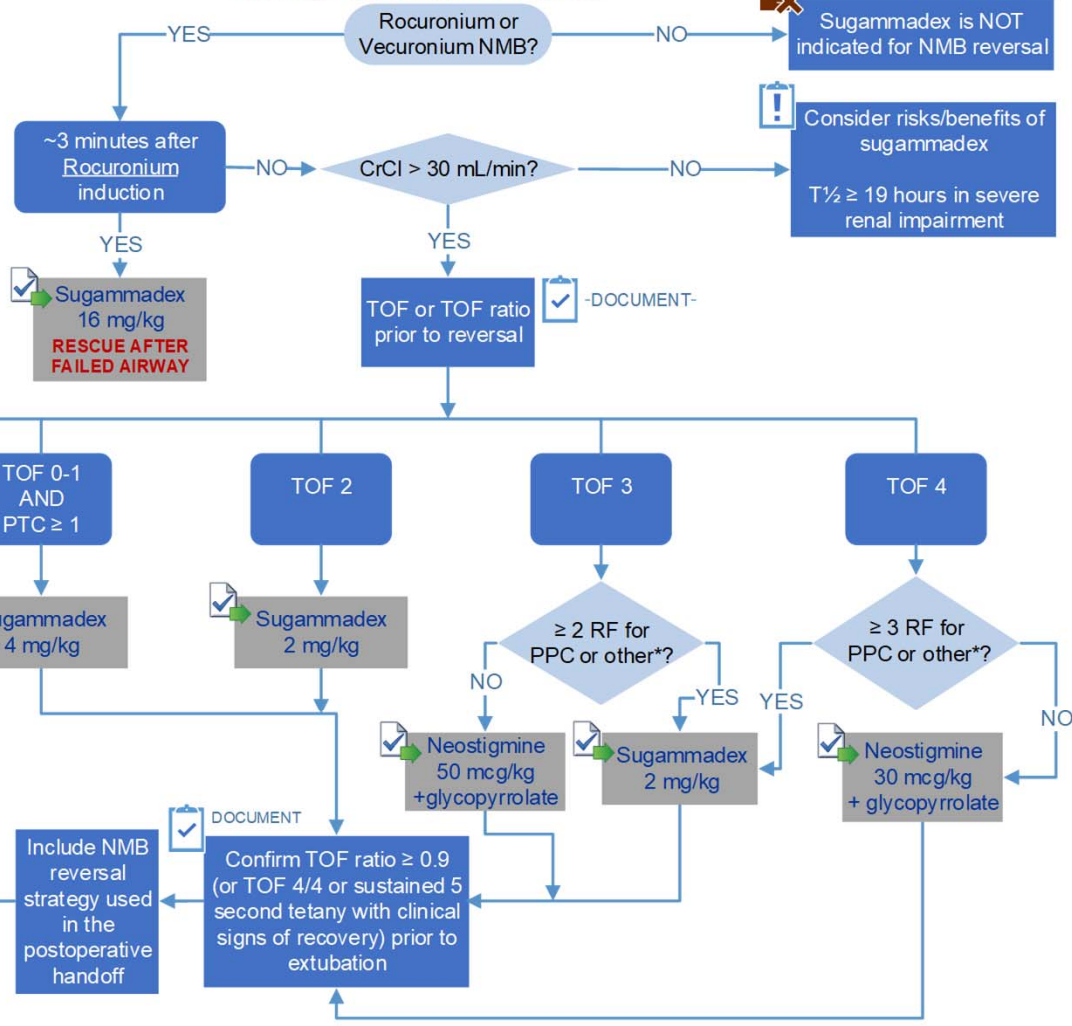 Rocuronium or
Vecuronium NMB?
YES
NO
Sugammadex is NOT
indicated for NMB reversal
~3 minutes after
Rocuronium
induction
NO
CrCl > 30 mL/min?
NO
!
Consider risks/benefits of
sugammadex
T½ ≥ 19 hours in severe
renal impairment
YES
YES
Sugammadex
16 mg/kg
RESCUE AFTER
FAILED AIRWAY
TOF or TOF ratio
prior to reversal
-DOCUMENT-
TOF 0-1
AND
PTC ≥ 1
TOF 2
TOF 3
TOF 4
ugammadex
4 mg/kg
Sugammadex
2 mg/kg
≥ 2 RF for
PPC or other*?
≥ 3 RF for
PPC or other*?
NO
YES
YES
NO
Neostigmine
50 mcg/kg
+glycopyrrolate
Sugammadex
2 mg/kg
Neostigmine
30 mcg/kg
+ glycopyrrolate
DOCUMENT
Include NMB
reversal
strategy used
in the
postoperative
handoff
Confirm TOF ratio ≥ 0.9
(or TOF 4/4 or sustained 5
second tetany with clinical
signs of recovery) prior to
extubation